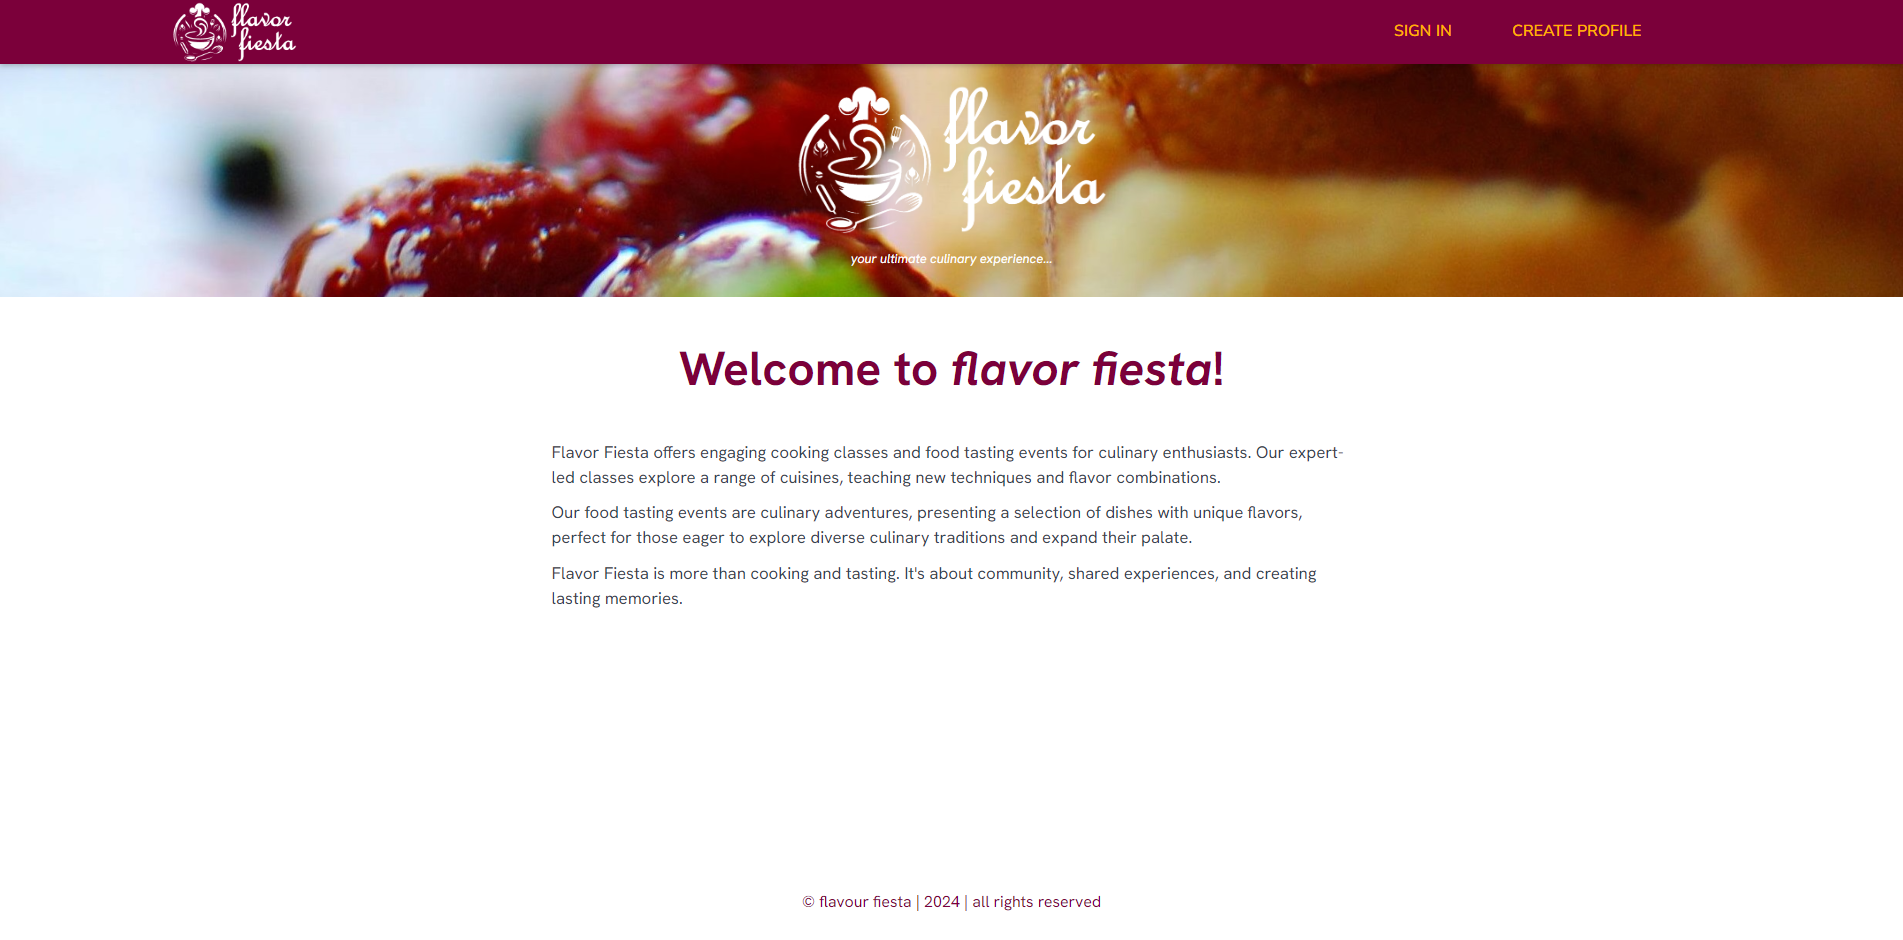 flavor
fiesta
SIGN IN
CREATE PROFILE
flavor
fiesta
your ultimate culinary experience...
Welcome to flavor fiesta!
Flavor Fiesta offers engaging cooking classes and food tasting events for culinary enthusiasts. Our expert-
led classes explore a range of cuisines, teaching new techniques and flavor combinations.
Our food tasting events are culinary adventures, presenting a selection of dishes with unique flavors,
perfect for those eager to explore diverse culinary traditions and expand their palate.
Flavor Fiesta is more than cooking and tasting. It's about community, shared experiences, and creating
lasting memories.
© flavour fiesta | 2024 | all rights reserved